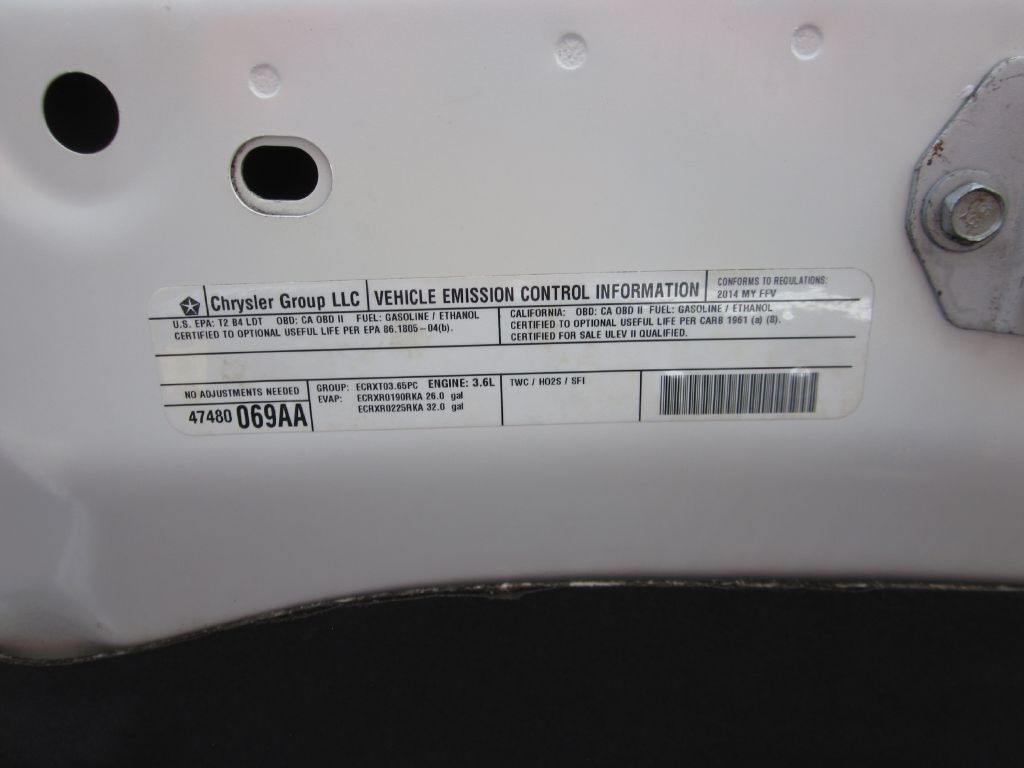 Chrysler Group LLC
VEHICLE EMISSION CONTROL INFORMATION
CONFORMS TO REGULATIONS:
2014 MY FFV
U.S. EPA: T2 B4 LDT OBD: CA OBD II FUEL: GASOLINE / ETHANOL
CERTIFIED TO OPTIONAL USEFUL LIFE PER EPA 86.1805-04(b).
CALIFORNIA: OBD: CA OBD II FUEL: GASOLINE / ETHANOL
CERTIFIED TO OPTIONAL USEFUL LIFE PER CARB 1961 (a) (8).
CERTIFIED FOR SALE ULEV II QUALIFIED.
NO ADJUSTMENTS NEEDED
47480 069AA
GROUP: ECRXT03.65PC ENGINE: 3.6L
EVAP: ECRXR0190RKA 26.0 gal
ECRXR0225RKA 32.0 gal
TWC / HO2S / SFI